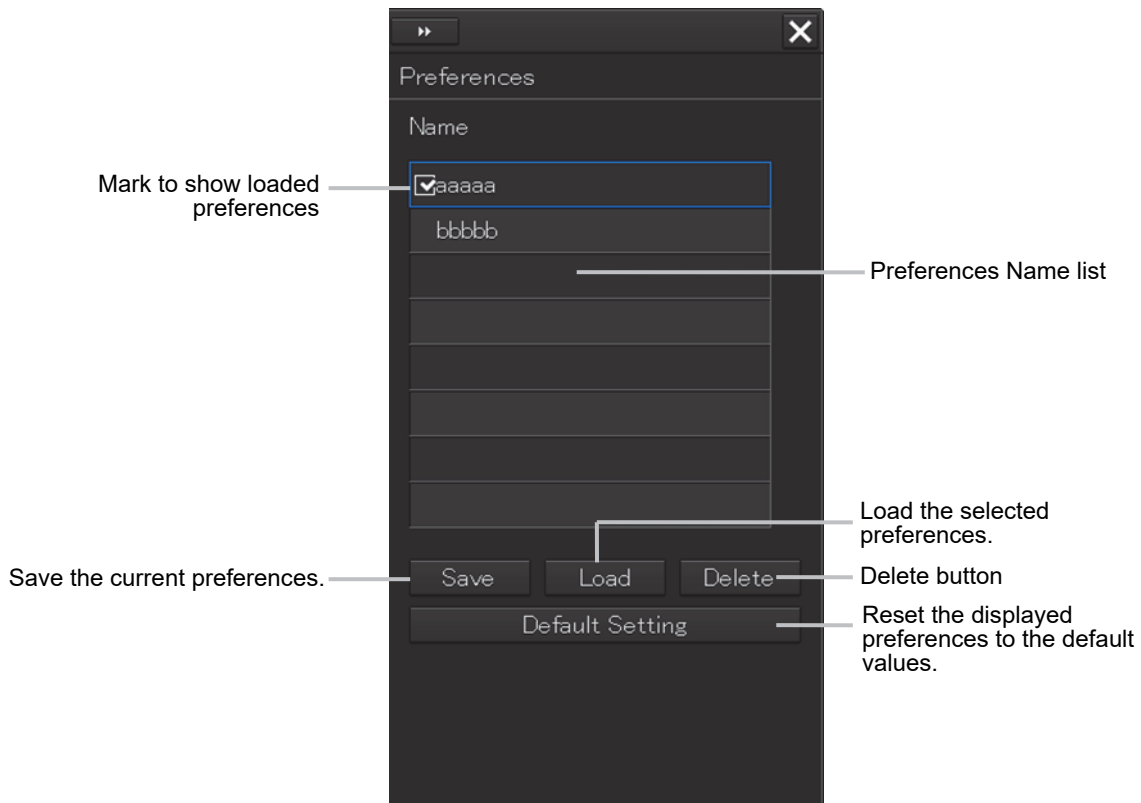 Preferences
Name
Mark to show loaded
preferences
aaaaa
bbbbb
Preferences Name list
Load the selected
preferences.
Save the current preferences.
Save
Load
Delete
Delete button
Default Setting
Reset the displayed
preferences to the default
values.